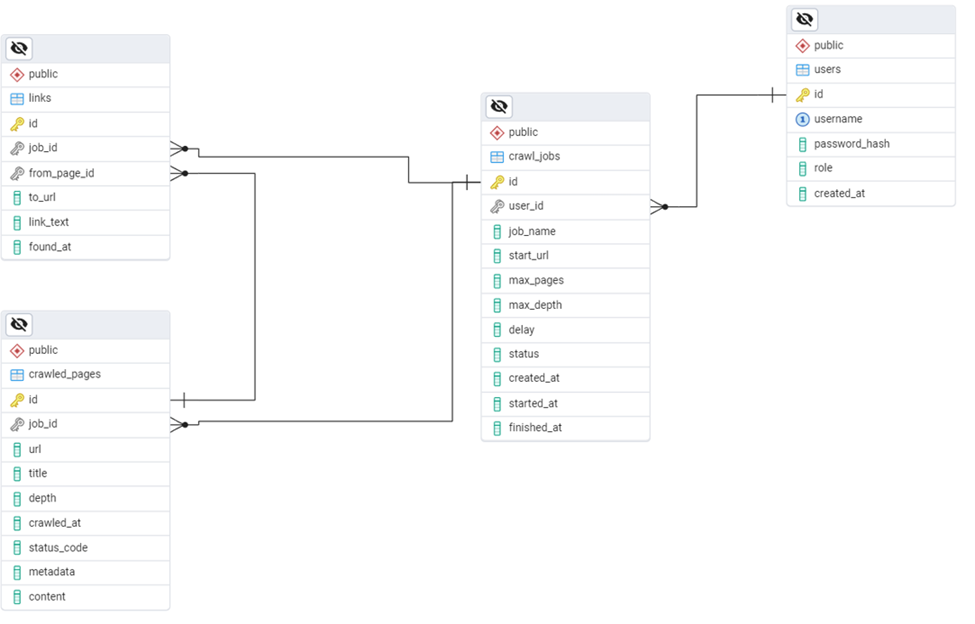 public
links
id
job_id
from_page_id
to_url
link_text
found_at
public
crawled_pages
id
job_id
url
title
depth
crawled_at
status_code
metadata
content
public
crawl_jobs
id
user_id
job_name
start_url
max_pages
max_depth
delay
status
created_at
started_at
finished_at
public
users
id
1 username
password_hash
role
created_at